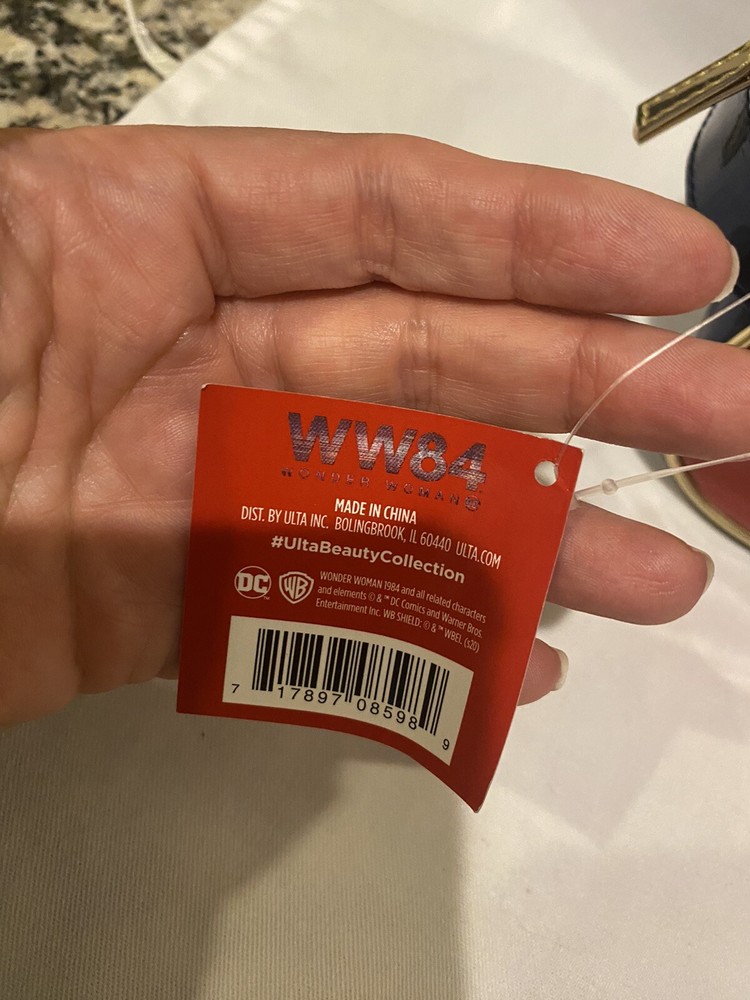 WW84
WONDER WOMAN
MADE IN CHINA
DIST. BY ULTA INC. BOLINGBROOK, IL 60440 ULTA.COM
#UltaBeautyCollection
DC
WB
WONDER WOMAN 1984 and all related characters
and elements © & ™ DC Comics and Warner Bros.
Entertainment Inc. WB SHIELD: © & ™ WBEI. (s20)
7 17897 08598 9